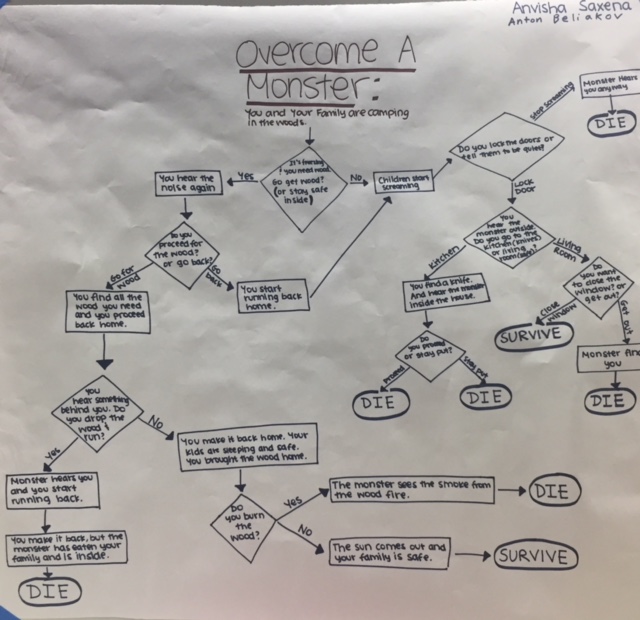 Anvisha Saxena
Anton Beliakov
Overcome A
Monster:
You and Your Family are camping
in the woods.
It's freezing
& you need wood.
Go get wood?
(or stay safe
inside)
Yes
No
You hear the
noise again
Children start
screaming
Do you lock the doors or
tell them to be quiet?
Stop screaming
Monster Hears
you anyway
DIE
LOCK
DOOR
Do you
proceed for
the wood?
or go back?
Go for
wood
Go
back
You start
running back
home.
You find all the
wood you need
and you proceed
back home.
You
hear the
monster outside.
Do you go to the
kitchen (knives)
or living
Kitchen
Living
Room
You find a knife.
And hear the monster
inside the house.
Do
you proceed
or stay put?
Proceed
Stay put
DIE
DIE
Do
you want
to close the
window? or
get out?
Close
window
Get out
SURVIVE
Monster find
you
DIE
You
hear something
behind you. Do
you drop the
wood &
run?
Yes
No
Monster hears you
and you start
running back.
You make it back, but the
monster has eaten your
family and is inside.
DIE
You make it back home. Your
kids are sleeping and safe.
You brought the wood home.
Do
you burn
the
wood?
Yes
No
The monster sees the smoke from
the wood fire.
DIE
The sun comes out and
your family is safe.
SURVIVE